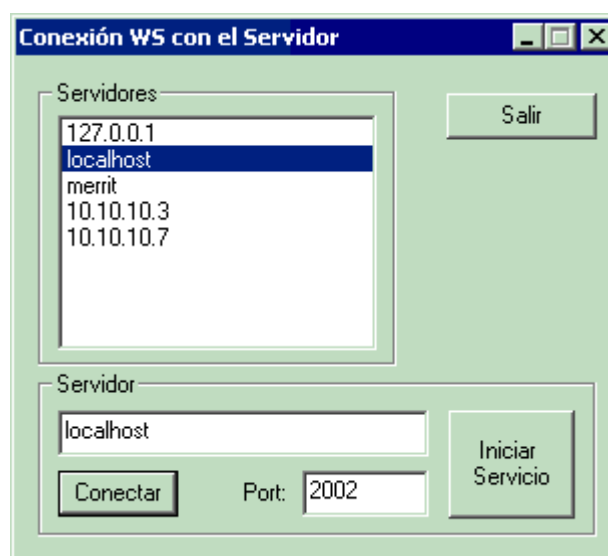 Conexión WS con el Servidor
Servidores
Salir
127.0.0.1
localhost
merrit
10.10.10.3
10.10.10.7
Servidor
localhost
Iniciar
Servicio
Conectar
Port:
2002